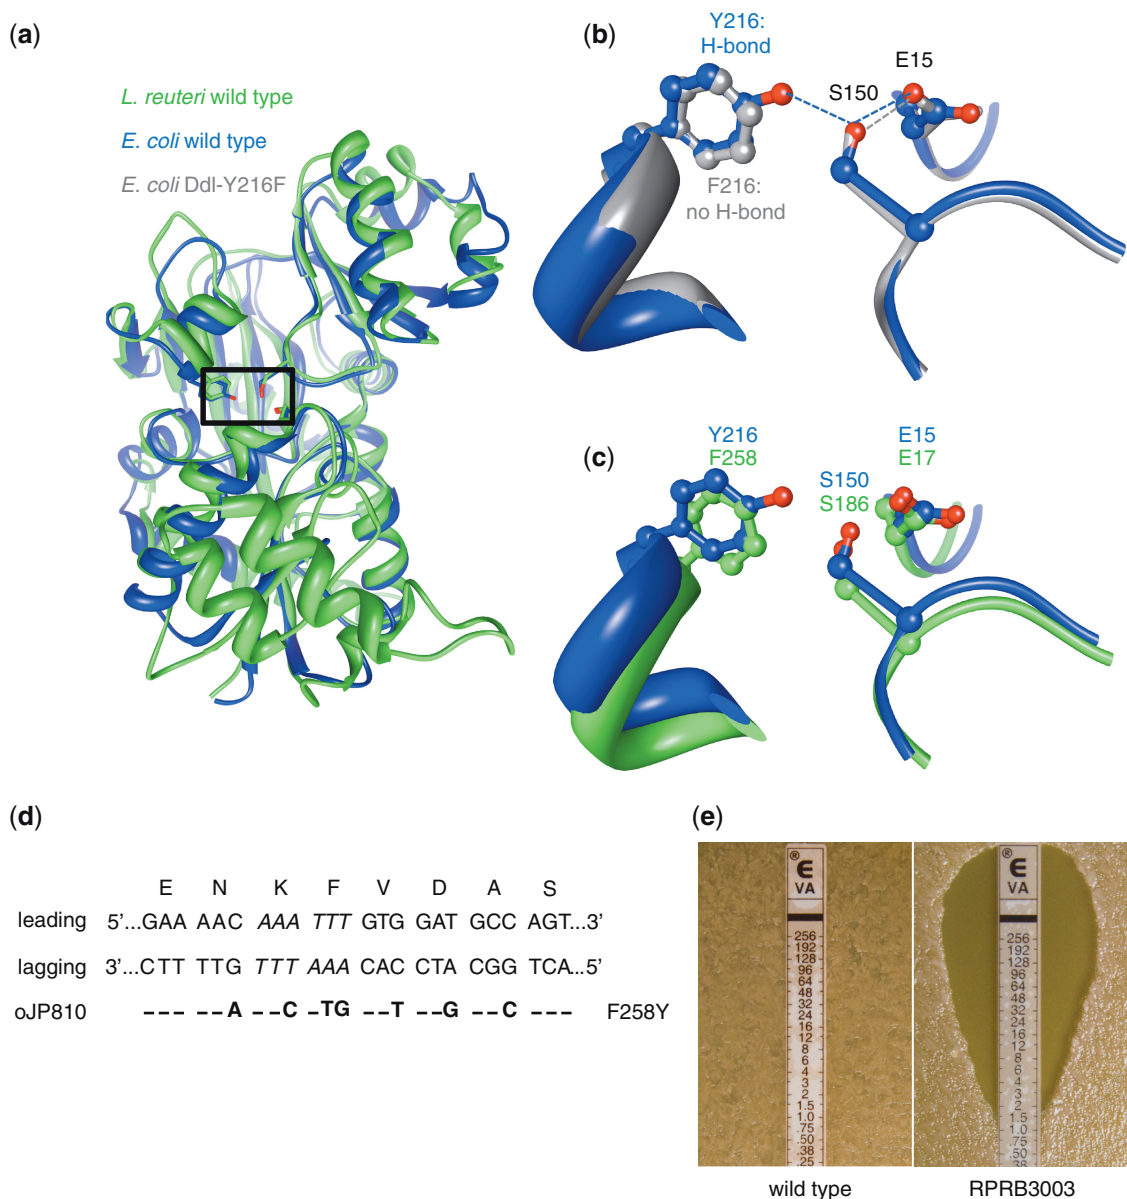 (a)
L. reuteri wild type
E. coli wild type
E. coli Ddl-Y216F
(b)
Y216:
H-bond
E15
S150
F216:
no H-bond
(c)
Y216
F258
E15
E17
S150
S186
(d)
E N K F V D A S
leading 5’...GAA AAC AAA TTT GTG GAT GCC AGT...3’
lagging 3’...CTT TTG TTT AAA CAC CTA CGG TCA...5’
oJP810 --- --A --C -TG --T --G --C --- F258Y
(e)
® E
VA
256
192
128
96
64
48
32
24
16
12
8
6
4
3
2
1.5
1.0
.75
.50
.38
.25
wild type
® E
VA
256
192
128
96
64
48
32
24
16
12
8
6
4
3
2
1.5
1.0
.75
.50
.38
RPRB3003